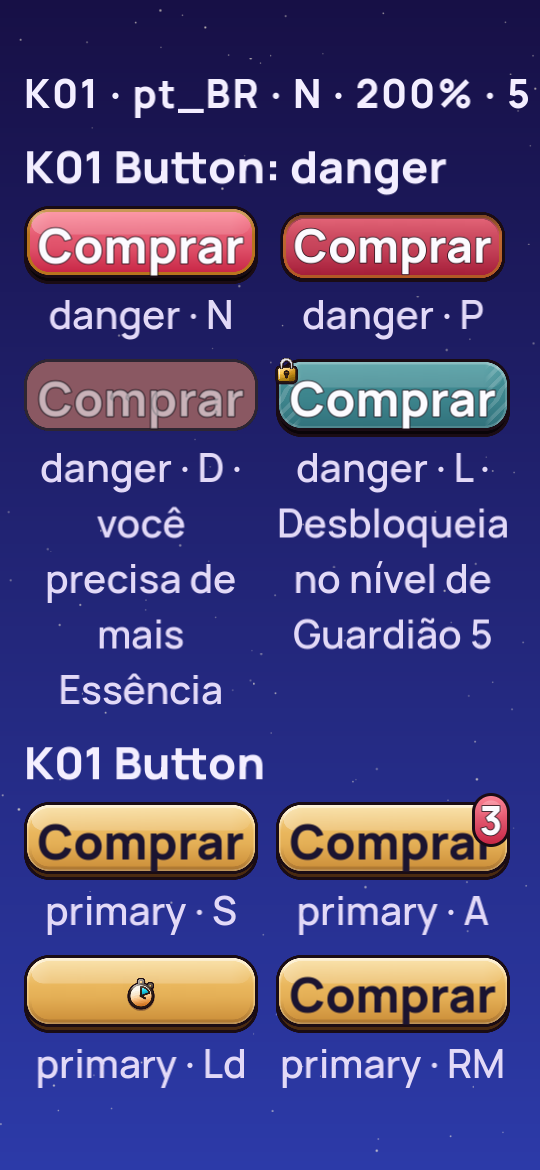 K01 · pt_BR · N · 200% · 5
K01 Button: danger
Comprar
Comprar
danger · N
danger · P
Comprar
Comprar
danger · D ·
você
precisa de
mais
Essência
danger · L ·
Desbloqueia
no nível de
Guardião 5
K01 Button
Comprar
Comprar
3
primary · S
primary · A
Comprar
primary · Ld
primary · RM